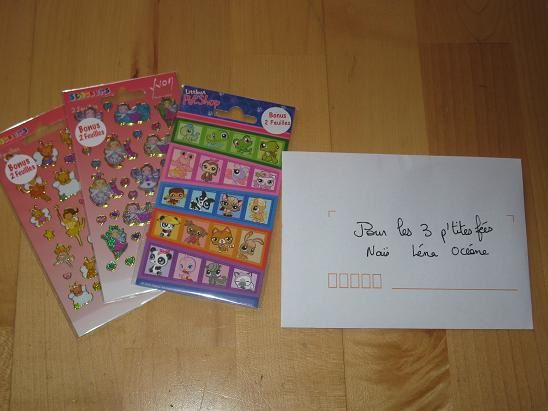 Bonus
2 Feuilles
Bonus
2 Feuilles
Littlest
PetShop
Bonus
2 Feuilles
Pour les 3 p'tites fées
Naïs Léna Océane